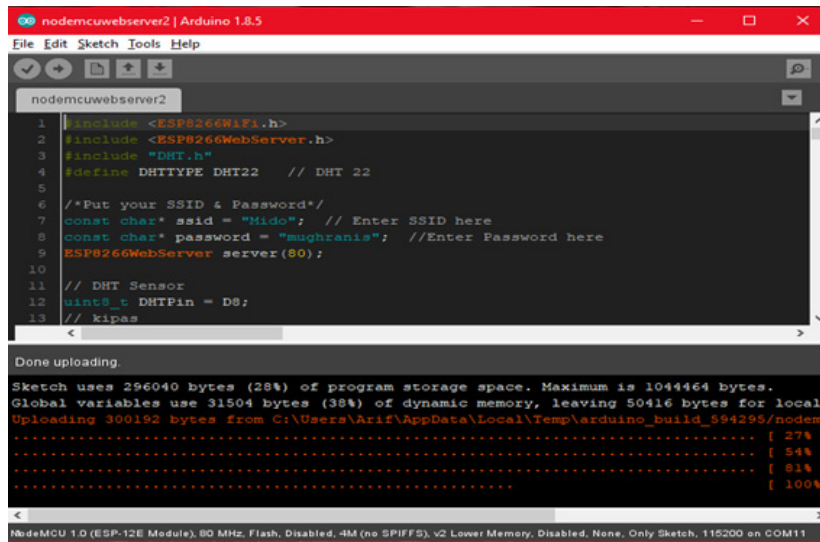 nodemcuwebserver2 | Arduino 1.8.5
File Edit Sketch Tools Help
nodemcuwebserver2
1 #include <ESP8266WiFi.h>
2 #include <ESP8266WebServer.h>
3 #include "DHT.h"
4 #define DHTTYPE DHT22 // DHT 22
5
6 /*Put your SSID & Password*/
7 const char* ssid = "Mido"; // Enter SSID here
8 const char* password = "mughranis"; //Enter Password here
9 ESP8266WebServer server(80);
10
11 // DHT Sensor
12 uint8_t DHTPin = D8;
13 // kipas
Done uploading.
Sketch uses 296040 bytes (28%) of program storage space. Maximum is 1044464 bytes.
Global variables use 31504 bytes (38%) of dynamic memory, leaving 50416 bytes for local
Uploading 300192 bytes from C:\Users\Arif\AppData\Local\Temp\arduino_build_594295/nodem
................................................................................ [ 27%
................................................................................ [ 54%
................................................................................ [ 81%
...................................................... [ 100%
NodeMCU 1.0 (ESP-12E Module), 80 MHz, Flash, Disabled, 4M (no SPIFFS), v2 Lower Memory, Disabled, None, Only Sketch, 115200 on COM11